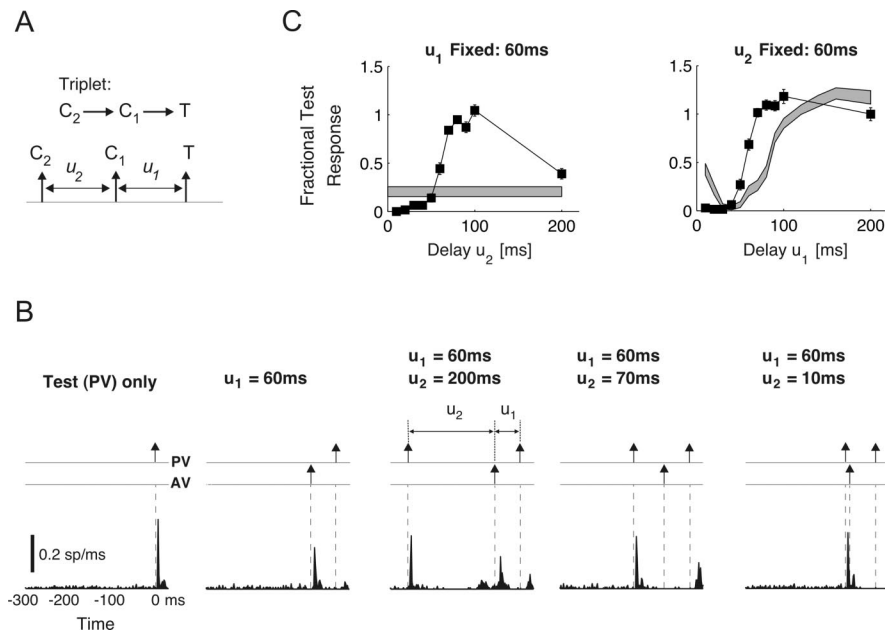 A
Triplet:
C2 → C1 → T
C2 u2 C1 u1 T
C
u1 Fixed: 60ms
Fractional Test
Response
1.5
1
0.5
0
0 100 200
Delay u2 [ms]
u2 Fixed: 60ms
1.5
1
0.5
0
0 100 200
Delay u1 [ms]
B
Test (PV) only
u1 = 60ms
u1 = 60ms
u2 = 200ms
u1 = 60ms
u2 = 70ms
u1 = 60ms
u2 = 10ms
u2 u1
PV
AV
0.2 sp/ms
-300 -200 -100 0 ms
Time